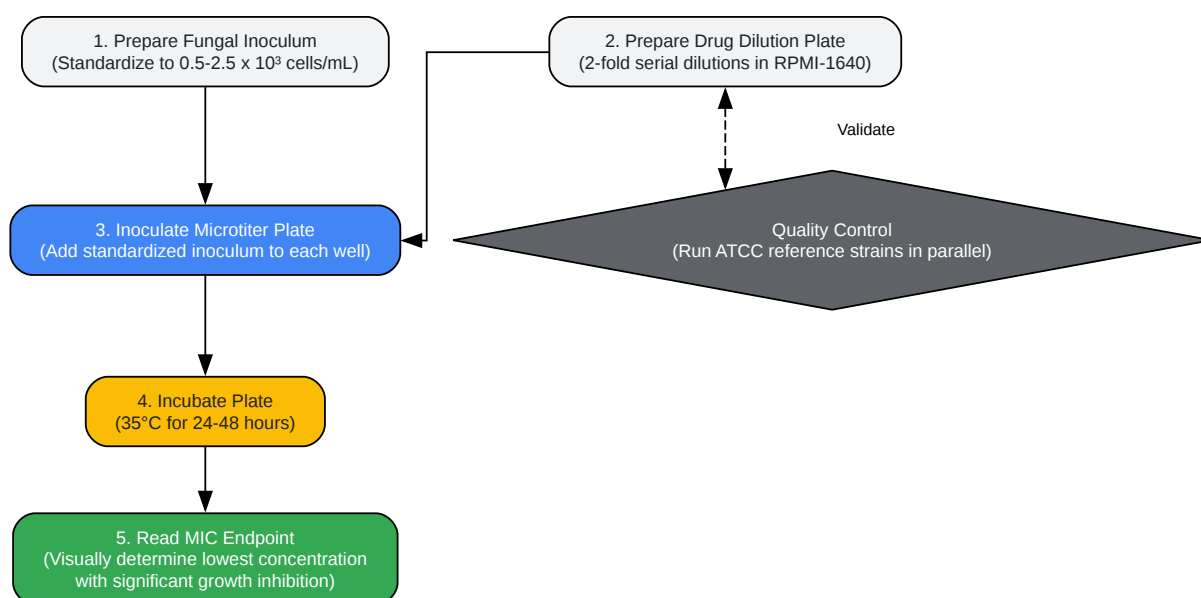 1. Prepare Fungal Inoculum
(Standardize to 0.5-2.5 x 10³ cells/mL)
2. Prepare Drug Dilution Plate
(2-fold serial dilutions in RPMI-1640)
Validate
3. Inoculate Microtiter Plate
(Add standardized inoculum to each well)
Quality Control
(Run ATCC reference strains in parallel)
4. Incubate Plate
(35°C for 24-48 hours)
5. Read MIC Endpoint
(Visually determine lowest concentration
with significant growth inhibition)